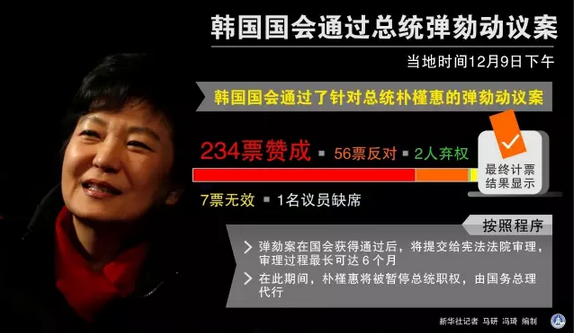 韩国国会通过总统弹劾动议案
当地时间12月9日下午
韩国国会通过了针对总统朴槿惠的弹劾动议案
234票赞成 ▪ 56票反对 ▪ 2人弃权
最终计票
结果显示
7票无效 ▪ 1名议员缺席
按照程序
弹劾案在国会获得通过后，将提交给宪法法院审理，
审理过程最长可达6个月
在此期间，朴槿惠将被暂停总统职权，由国务总理
代行
新华社记者 马研 冯琦 编制